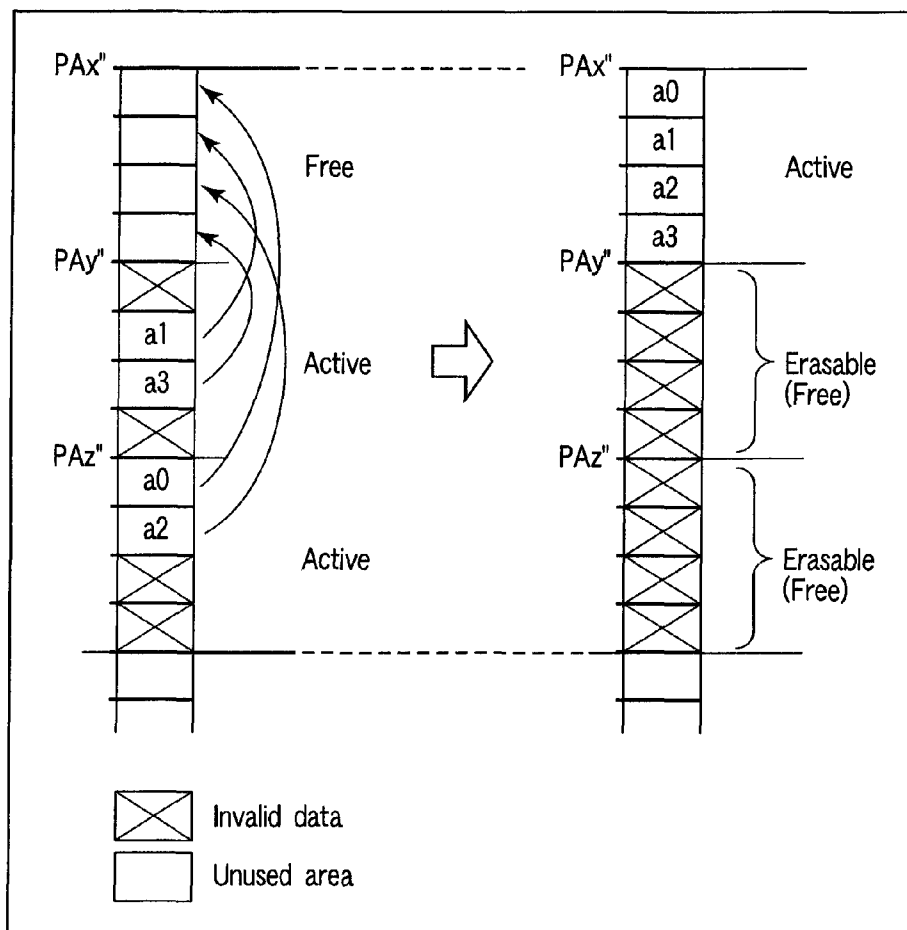 PAx"
Free
PAy"
a1
a3
Active
PAz"
a0
a2
Active
PAx"
a0
a1
a2
a3
Active
PAy"
Erasable
(Free)
PAz"
Erasable
(Free)
Invalid data
Unused area